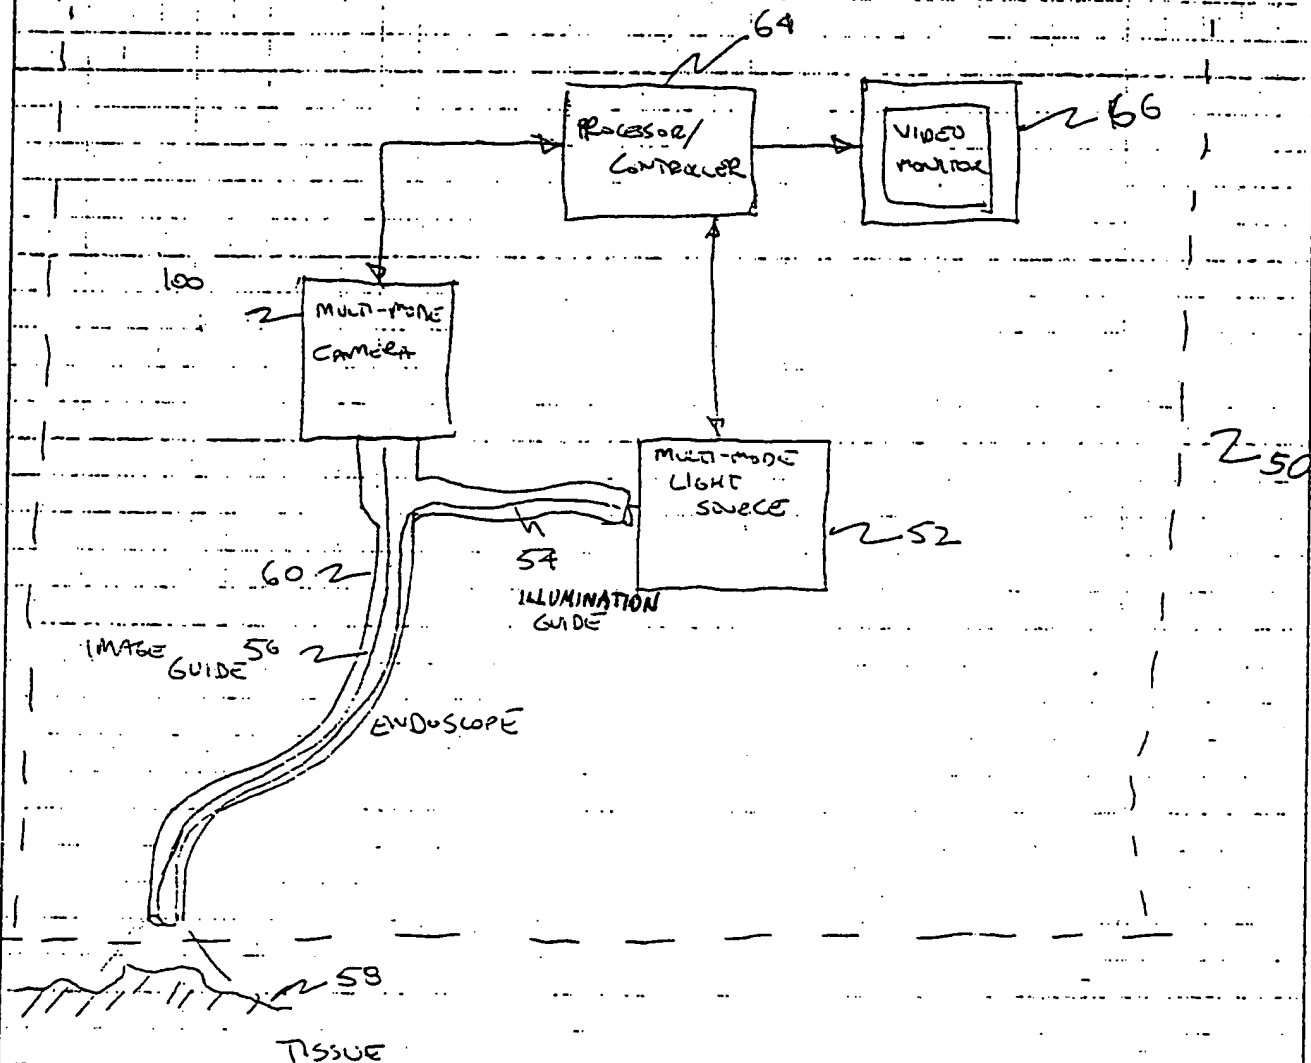 64
PROCESSOR/
CONTROLLER
VIDEO
MONITOR
66
100
MULTI-MODE
CAMERA
50
MULTI-MODE
LIGHT
SOURCE
52
54
ILLUMINATION
GUIDE
60
IMAGE
GUIDE 56
ENDOSCOPE
58
TISSUE